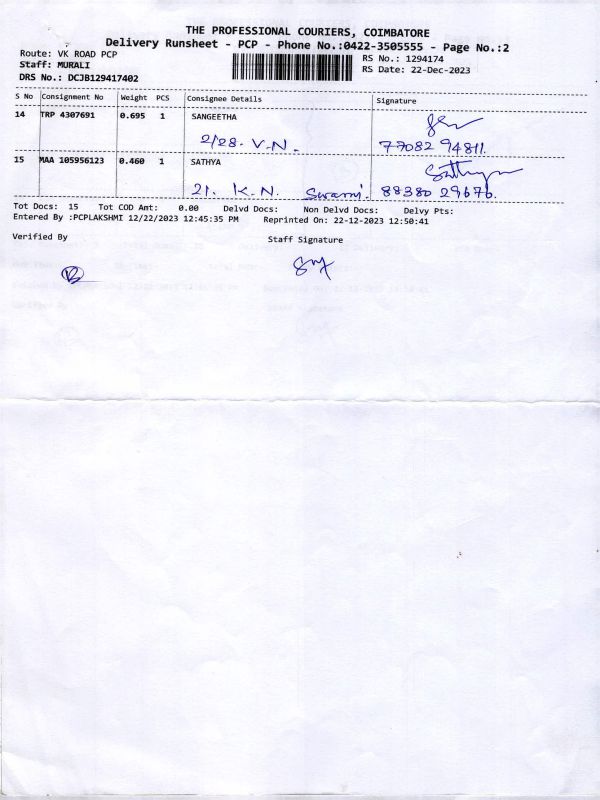 THE PROFESSIONAL COURIERS, COIMBATORE
Delivery Runsheet - PCP - Phone No.:0422-3505555 - Page No.:2
Route: VK ROAD PCP
RS No.: 1294174
Staff: MURALI
RS Date: 22-Dec-2023
DRS No.: DCJB129417402
S No Consignment No Weight PCS Consignee Details Signature
14 TRP 4307691 0.695 1 SANGEETHA
2/28. V.N. 77082 94811.
15 MAA 105956123 0.460 1 SATHYA Sathya
21. K.N. Swami. 88380 29676.
Tot Docs: 15 Tot COD Amt: 0.00 Delvd Docs: Non Delvd Docs: Delvy Pts:
Entered By :PCPLAKSHMI 12/22/2023 12:45:35 PM Reprinted On: 22-12-2023 12:50:41
Verified By Staff Signature